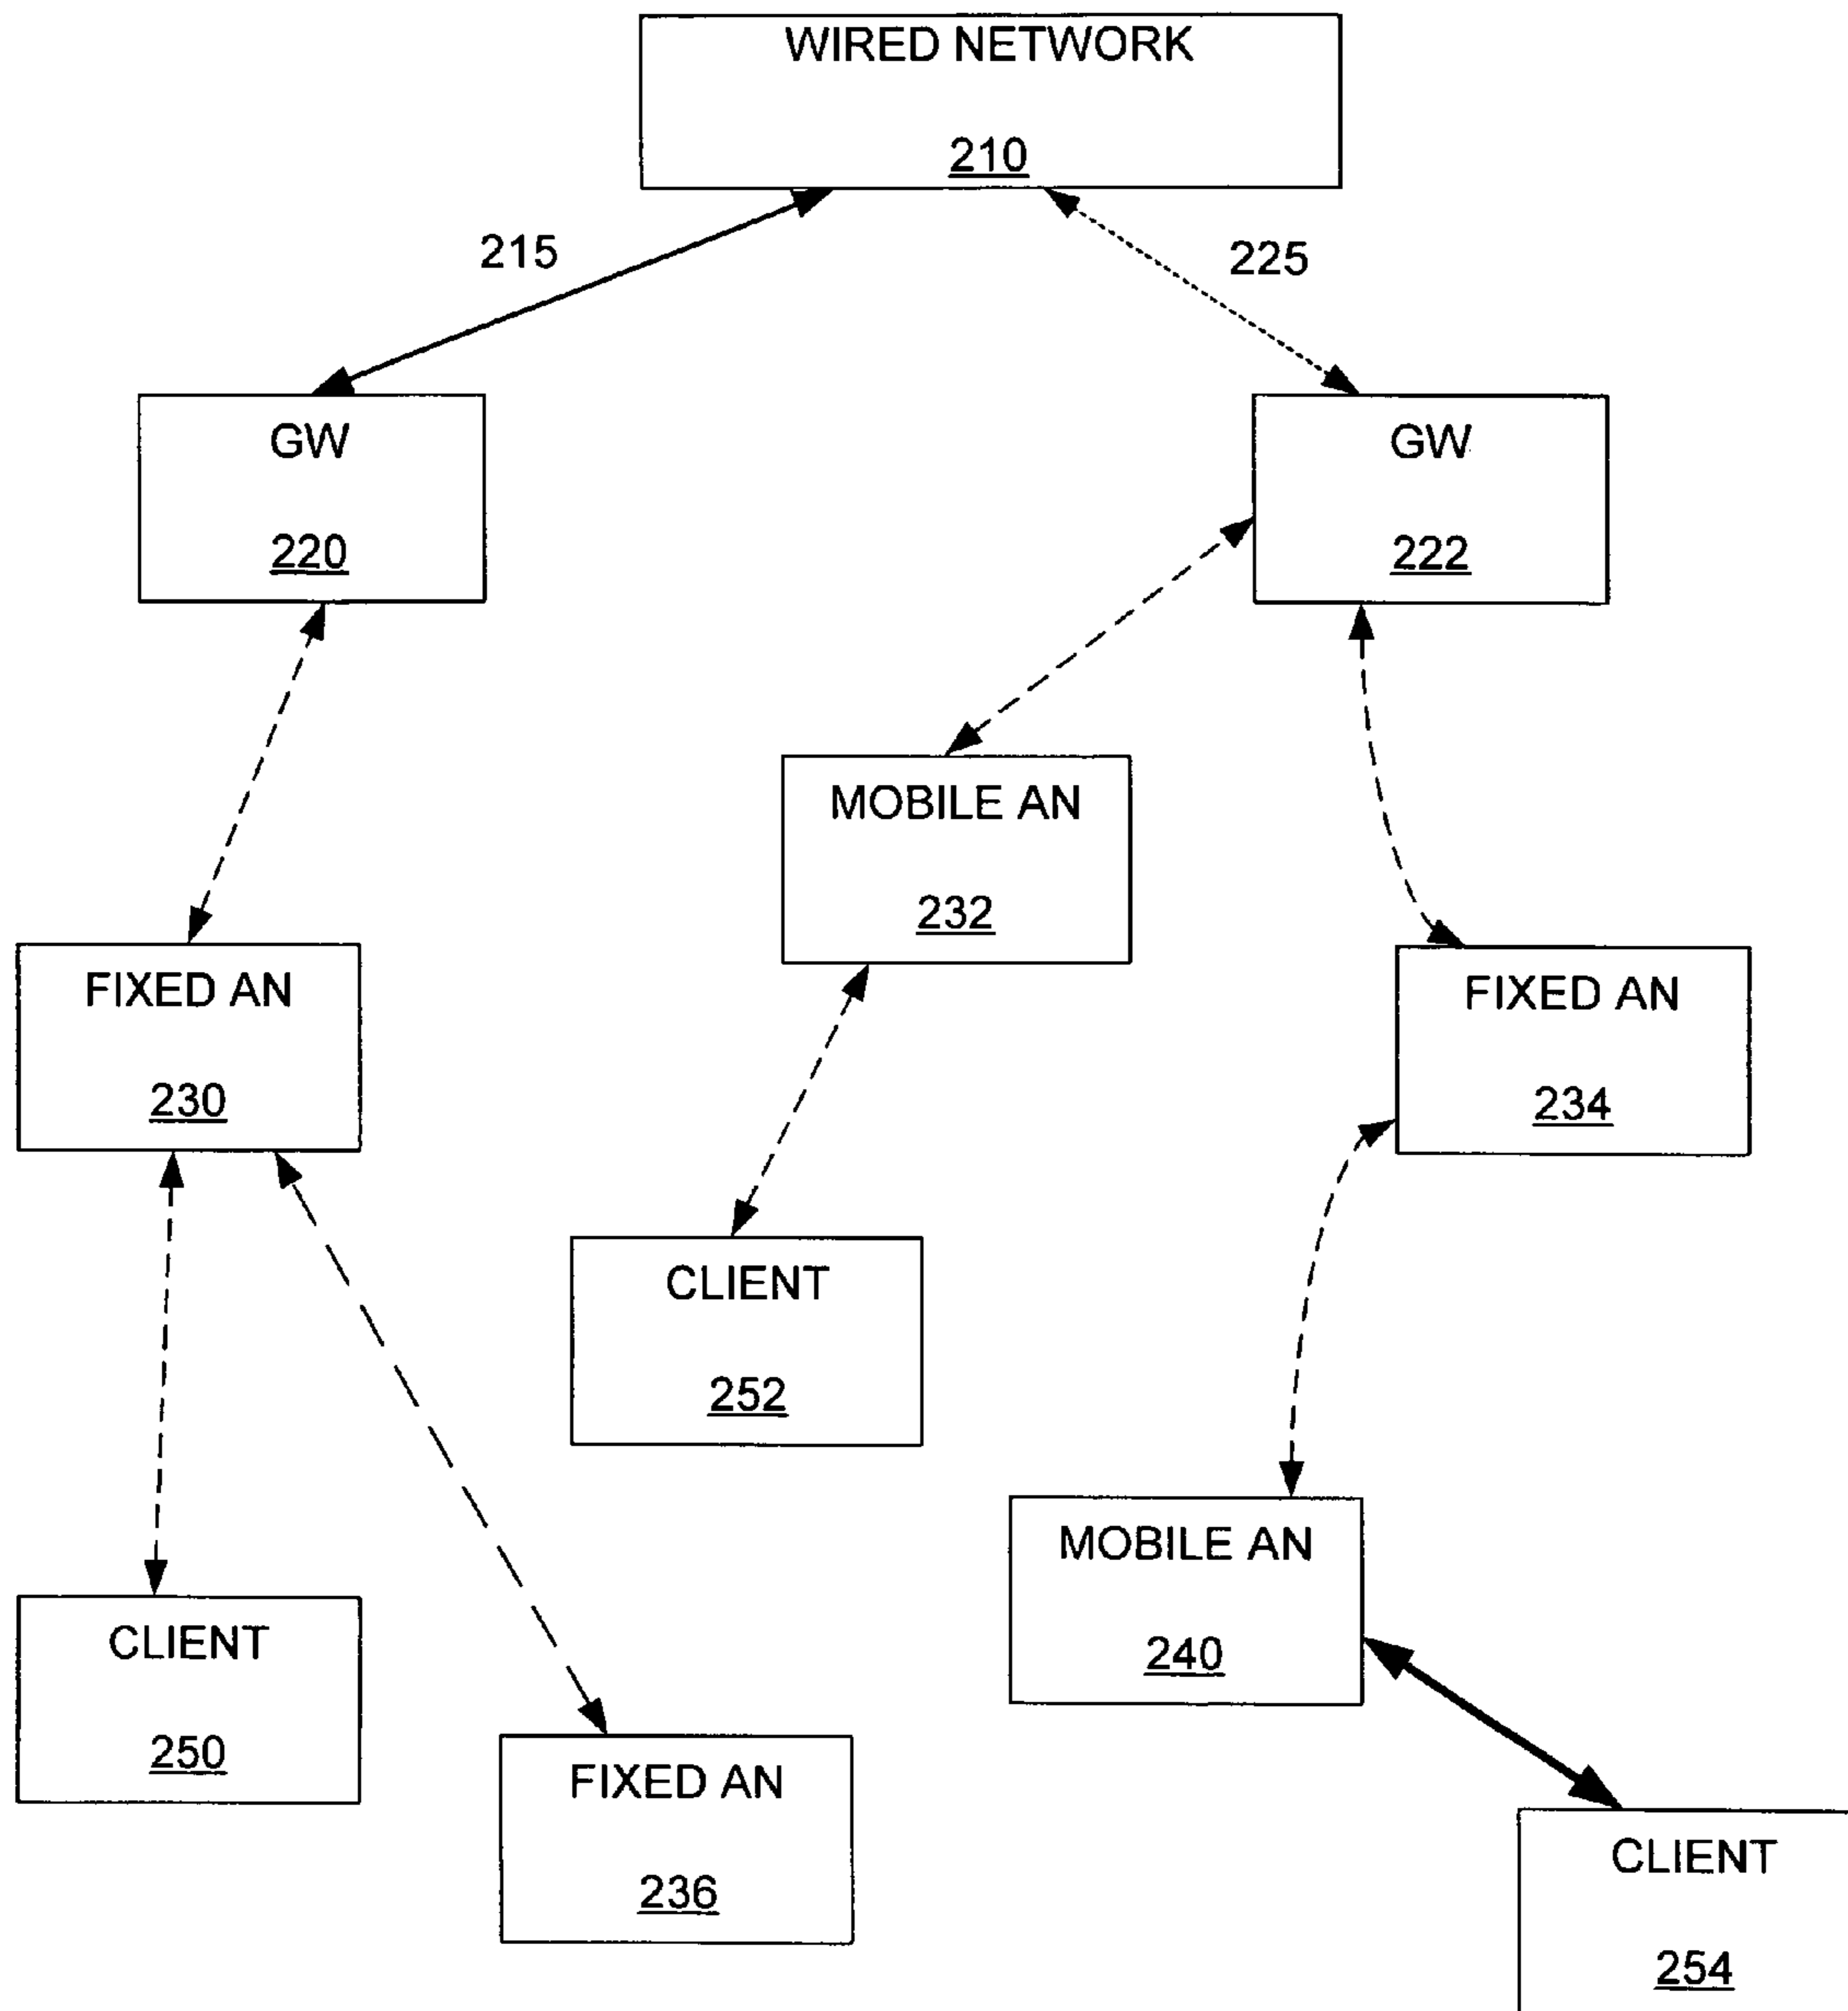 WIRED NETWORK
210
215
225
GW
220
GW
222
MOBILE AN
232
FIXED AN
230
FIXED AN
234
CLIENT
252
MOBILE AN
240
CLIENT
250
FIXED AN
236
CLIENT
254